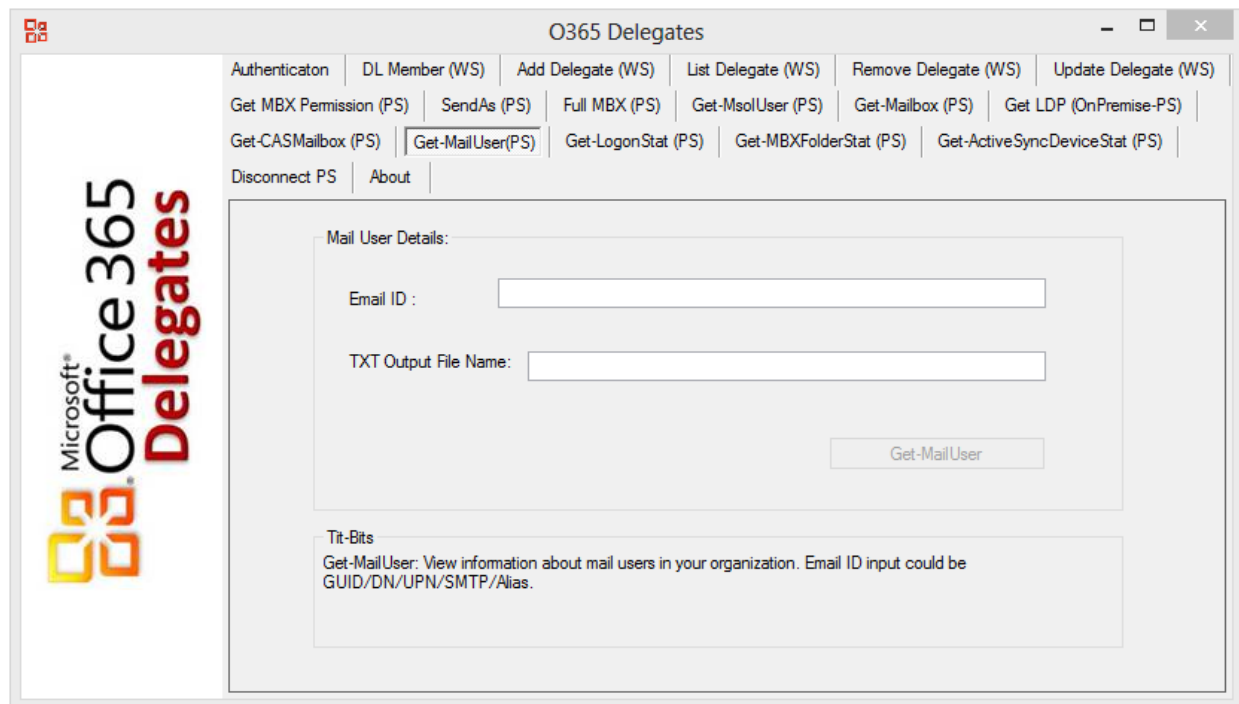 O365 Delegates
Authenticaton DL Member (WS) Add Delegate (WS) List Delegate (WS) Remove Delegate (WS) Update Delegate (WS)
Get MBX Permission (PS) SendAs (PS) Full MBX (PS) Get-MsolUser (PS) Get-Mailbox (PS) Get LDP (OnPremise-PS)
Get-CASMailbox (PS) Get-MailUser(PS) Get-LogonStat (PS) Get-MBXFolderStat (PS) Get-ActiveSyncDeviceStat (PS)
Disconnect PS About
Microsoft®
Office 365
Delegates
Mail User Details:
Email ID :
TXT Output File Name:
Get-MailUser
Tit-Bits
Get-MailUser: View information about mail users in your organization. Email ID input could be
GUID/DN/UPN/SMTP/Alias.